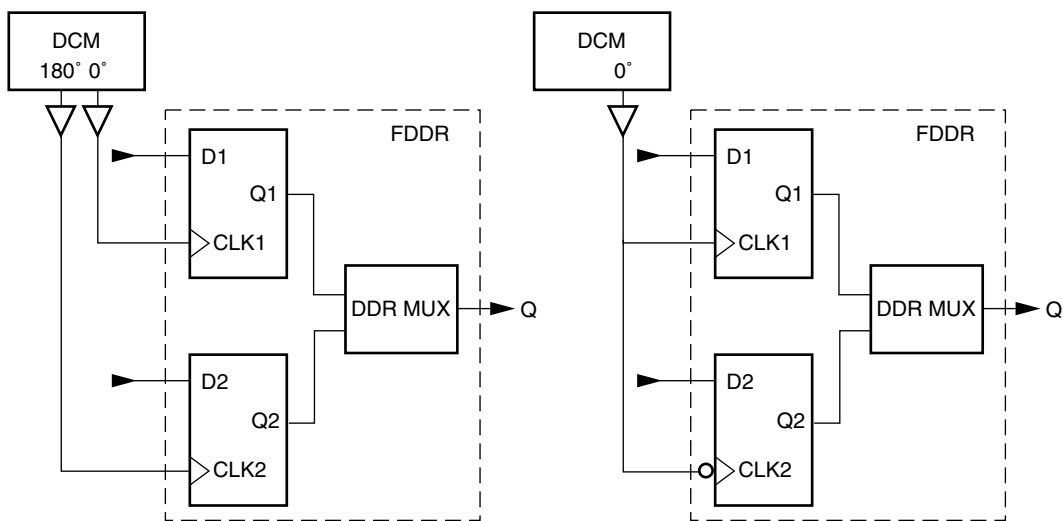 DCM
180˚ 0˚
FDDR
D1
Q1
CLK1
DDR MUX
Q
D2
Q2
CLK2
DCM
0˚
FDDR
D1
Q1
CLK1
DDR MUX
Q
D2
Q2
CLK2